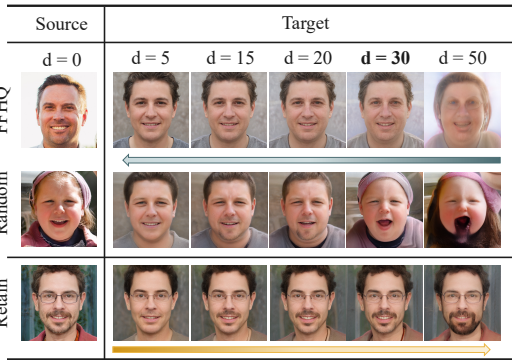 Source Target
d = 0 d = 5 d = 15 d = 20 d = 30 d = 50
FFHQ
Random
Retain